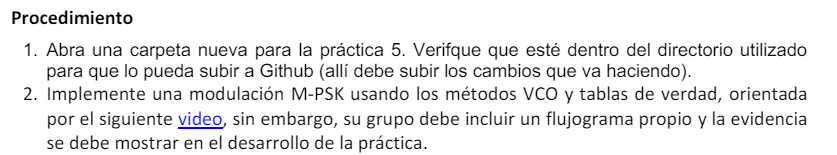 Procedimiento
1. Abra una carpeta nueva para la práctica 5. Verifque que esté dentro del directorio utilizado
para que lo pueda subir a Github (allí debe subir los cambios que va haciendo).
2. Implemente una modulación M-PSK usando los métodos VCO y tablas de verdad, orientada
por el siguiente video, sin embargo, su grupo debe incluir un flujograma propio y la evidencia
se debe mostrar en el desarrollo de la práctica.